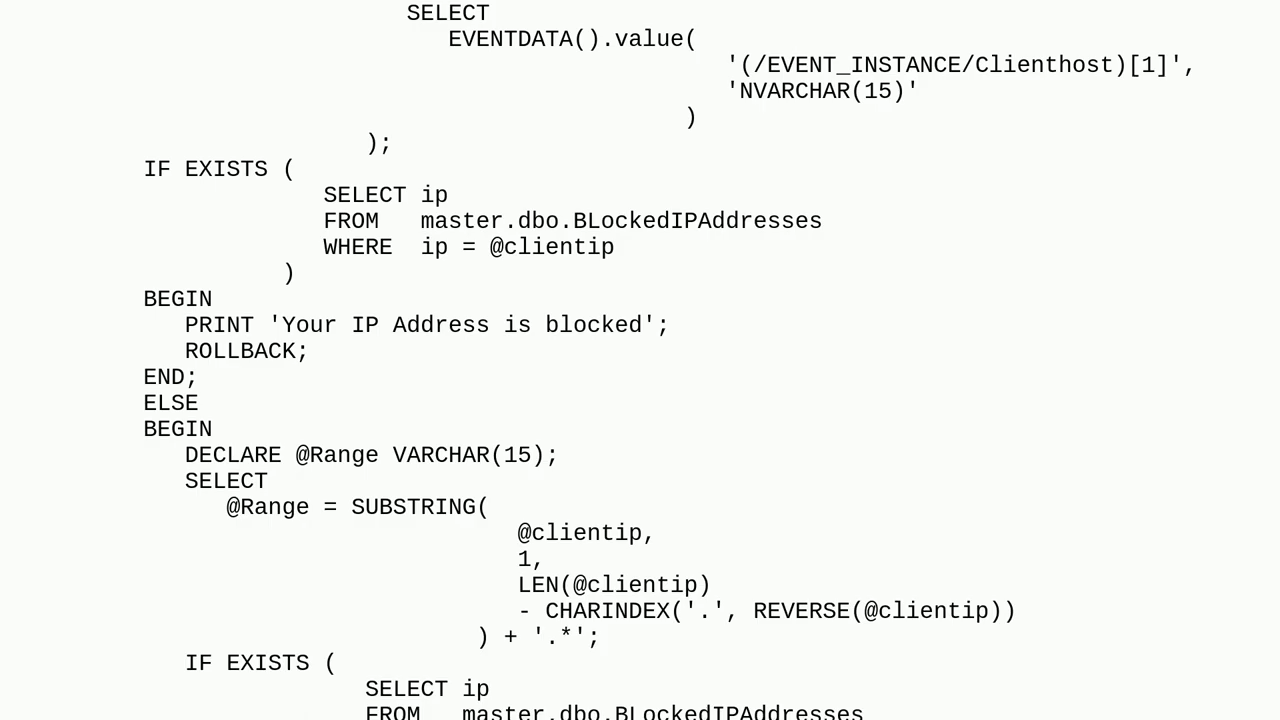 SELECT
EVENTDATA().value(
'(/EVENT_INSTANCE/Clienthost)[1]',
'NVARCHAR(15)'
)
);
IF EXISTS (
SELECT ip
FROM   master.dbo.BLockedIPAddresses
WHERE  ip = @clientip
)
BEGIN
PRINT 'Your IP Address is blocked';
ROLLBACK;
END;
ELSE
BEGIN
DECLARE @Range VARCHAR(15);
SELECT
@Range = SUBSTRING(
@clientip,
1,
LEN(@clientip)
- CHARINDEX('.', REVERSE(@clientip))
) + '.*';
IF EXISTS (
SELECT ip
FROM   master.dbo.BLockedIPAddresses